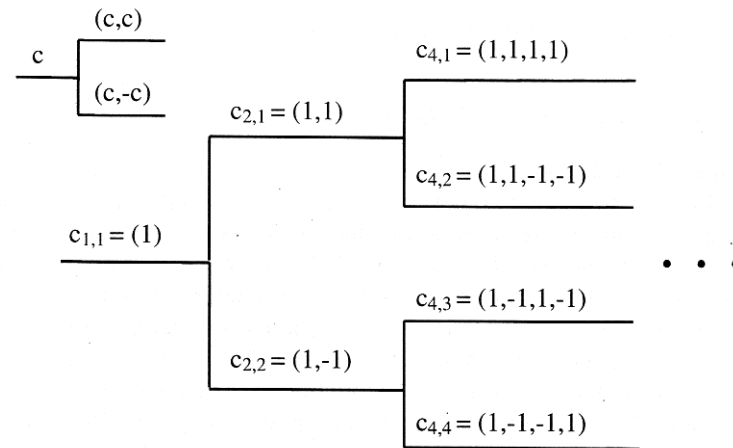 (c,c)
c
(c,-c)
c4,1 = (1,1,1,1)
c2,1 = (1,1)
c4,2 = (1,1,-1,-1)
c1,1 = (1)
c4,3 = (1,-1,1,-1)
c2,2 = (1,-1)
c4,4 = (1,-1,-1,1)
• • •